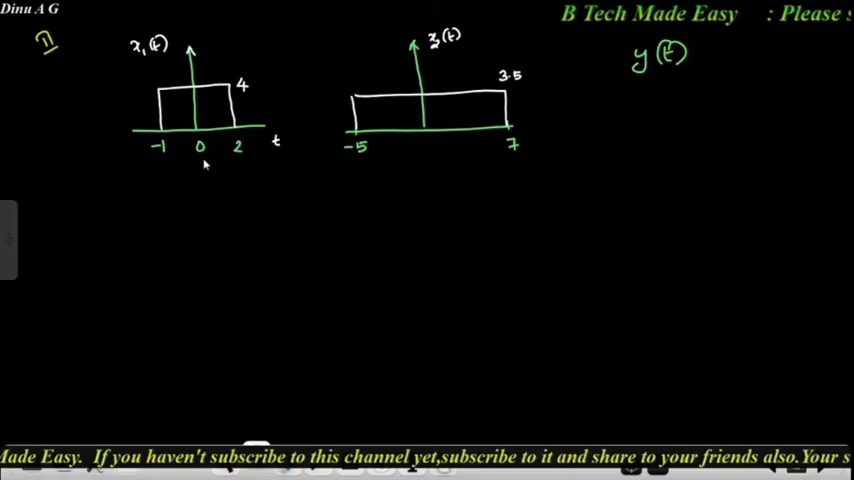 Dinu A G
B Tech Made Easy : Please s
x₁(t)
x₂(t)
y(t)
4
3.5
-1 0 2 t
-5 7
Made Easy. If you haven't subscribe to this channel yet,subscribe to it and share to your friends also.Your s